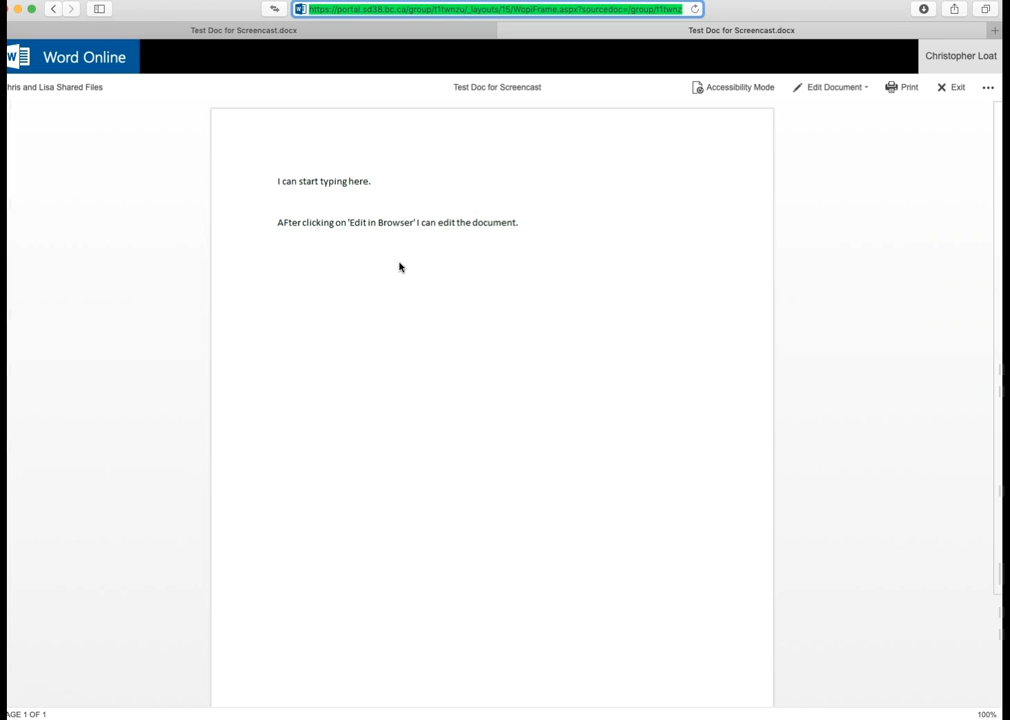 https://portal.sd38.bc.ca/group/t1twnzu/_layouts/15/WopiFrame.aspx?sourcedoc=/group/t1twnz
Test Doc for Screencast.docx
Test Doc for Screencast.docx
Word Online
Christopher Loat
hris and Lisa Shared Files
Test Doc for Screencast
Accessibility Mode
Edit Document
Print
Exit
I can start typing here.
AFter clicking on 'Edit in Browser' I can edit the document.
AGE 1 OF 1
100%